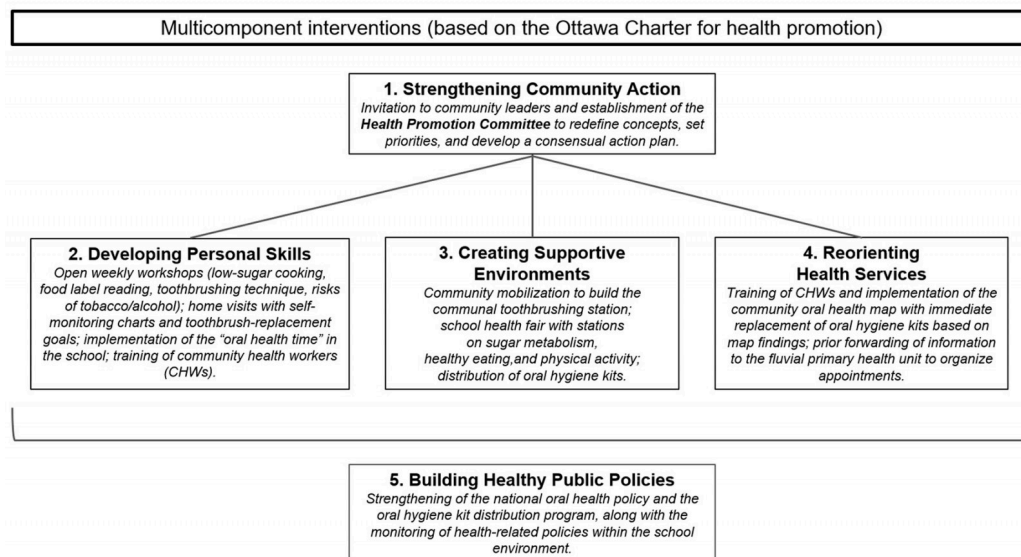 Multicomponent interventions (based on the Ottawa Charter for health promotion)
1. Strengthening Community Action
Invitation to community leaders and establishment of the
Health Promotion Committee to redefine concepts, set
priorities, and develop a consensual action plan.
2. Developing Personal Skills
Open weekly workshops (low-sugar cooking,
food label reading, toothbrushing technique, risks
of tobacco/alcohol); home visits with self-
monitoring charts and toothbrush-replacement
goals; implementation of the “oral health time” in
the school; training of community health workers
(CHWs).
3. Creating Supportive
Environments
Community mobilization to build the
communal toothbrushing station;
school health fair with stations
on sugar metabolism,
healthy eating,and physical activity;
distribution of oral hygiene kits.
4. Reorienting
Health Services
Training of CHWs and implementation of the
community oral health map with immediate
replacement of oral hygiene kits based on
map findings; prior forwarding of information
to the fluvial primary health unit to organize
appointments.
5. Building Healthy Public Policies
Strengthening of the national oral health policy and the
oral hygiene kit distribution program, along with the
monitoring of health-related policies within the school
environment.